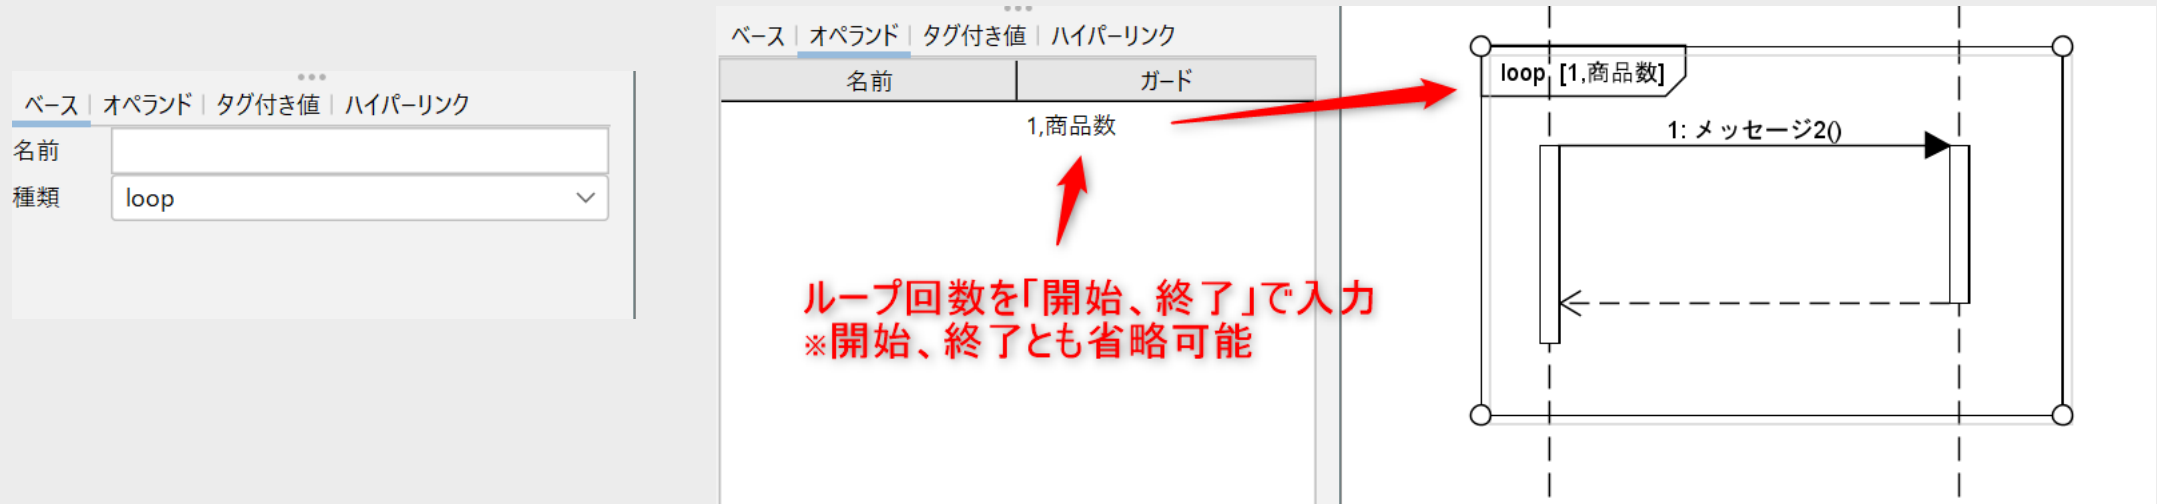 ベース | オペランド | タグ付き値 | ハイパーリンク
名前
種類 loop
ベース | オペランド | タグ付き値 | ハイパーリンク
名前 ガード
1,商品数
ループ回数を「開始、終了」で入力
※開始、終了とも省略可能
loop [1,商品数]
1: メッセージ2()